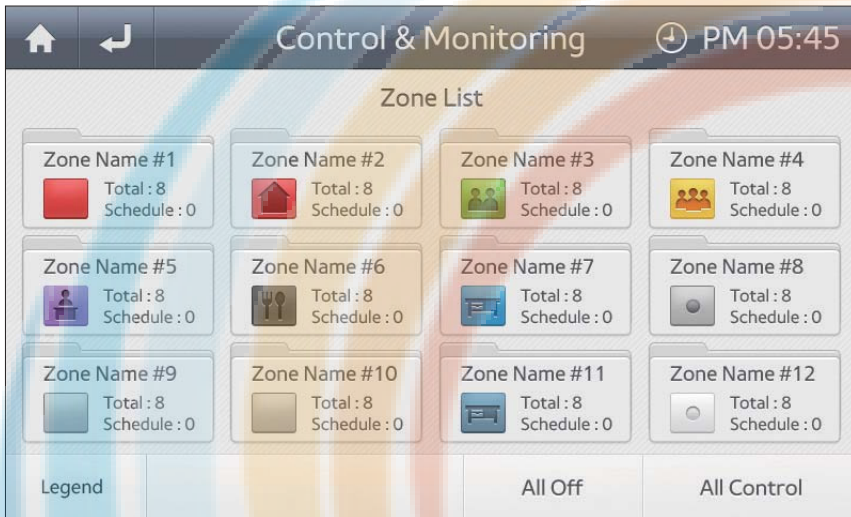 Control & Monitoring PM 05:45
Zone List
Zone Name #1
Total : 8
Schedule : 0
Zone Name #2
Total : 8
Schedule : 0
Zone Name #3
Total : 8
Schedule : 0
Zone Name #4
Total : 8
Schedule : 0
Zone Name #5
Total : 8
Schedule : 0
Zone Name #6
Total : 8
Schedule : 0
Zone Name #7
Total : 8
Schedule : 0
Zone Name #8
Total : 8
Schedule : 0
Zone Name #9
Total : 8
Schedule : 0
Zone Name #10
Total : 8
Schedule : 0
Zone Name #11
Total : 8
Schedule : 0
Zone Name #12
Total : 8
Schedule : 0
Legend All Off All Control